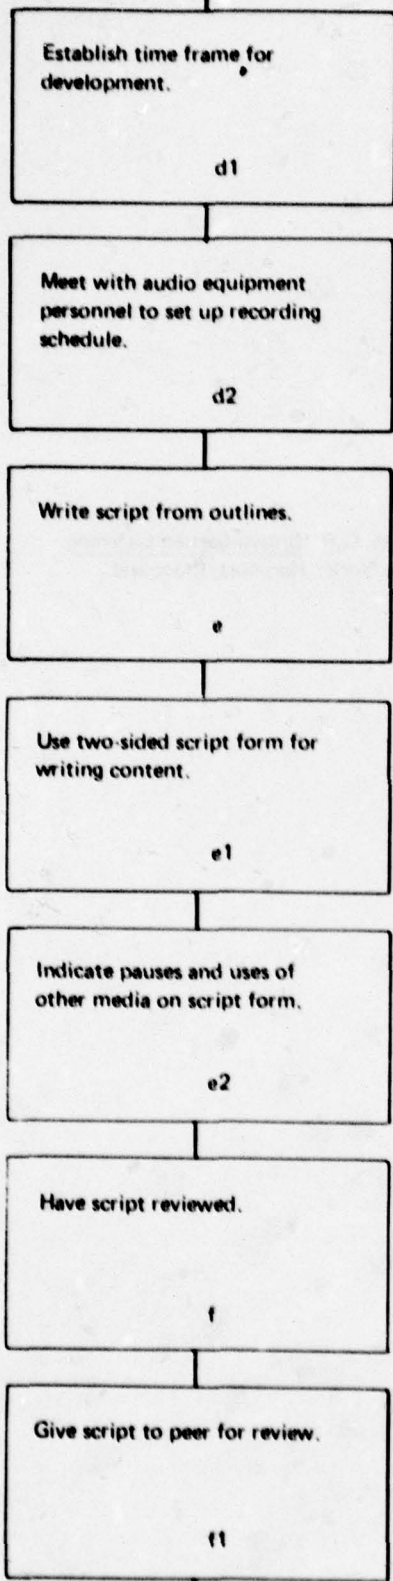 Establish time frame for
development.
d1
Meet with audio equipment
personnel to set up recording
schedule.
d2
Write script from outlines.
e
Use two-sided script form for
writing content.
e1
Indicate pauses and uses of
other media on script form.
e2
Have script reviewed.
f
Give script to peer for review.
f1